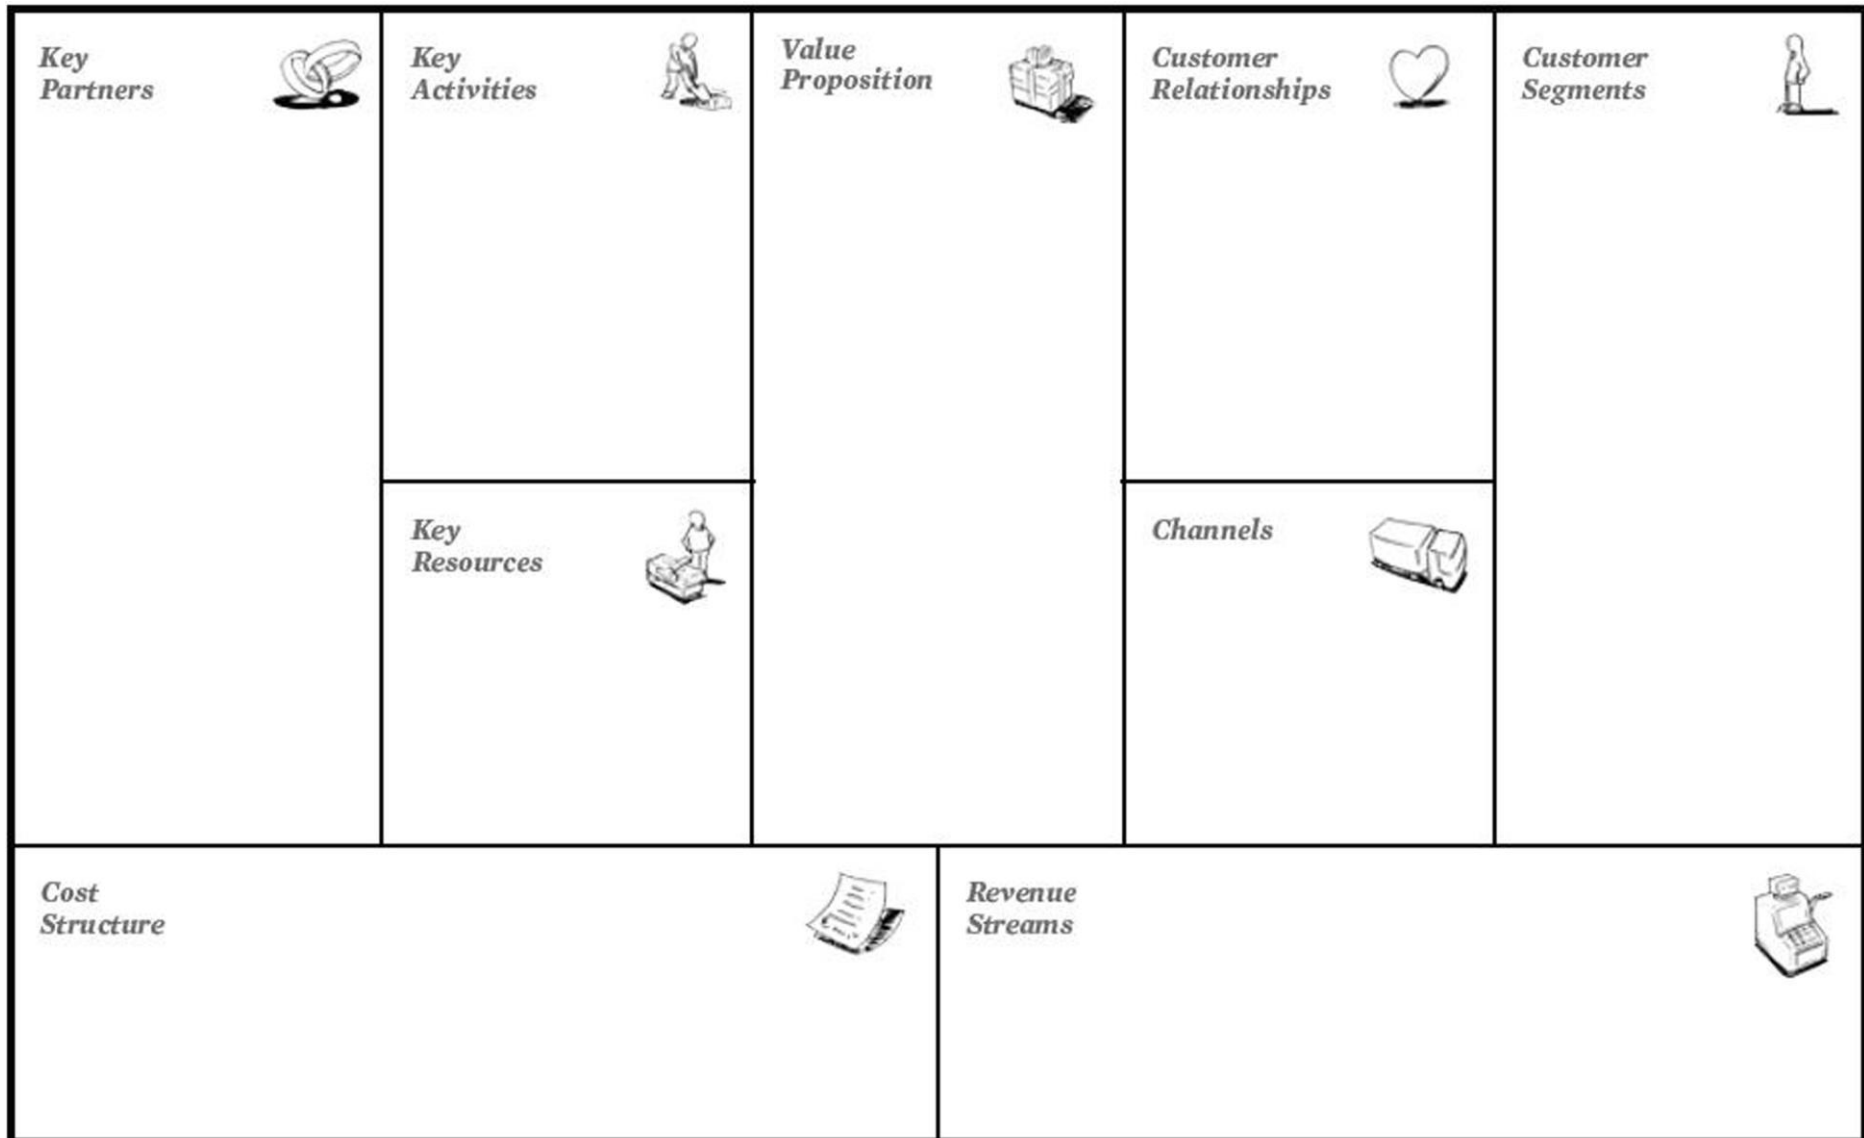 Key
Partners
Key
Activities
Value
Proposition
Customer
Relationships
Customer
Segments
Key
Resources
Channels
Cost
Structure
Revenue
Streams